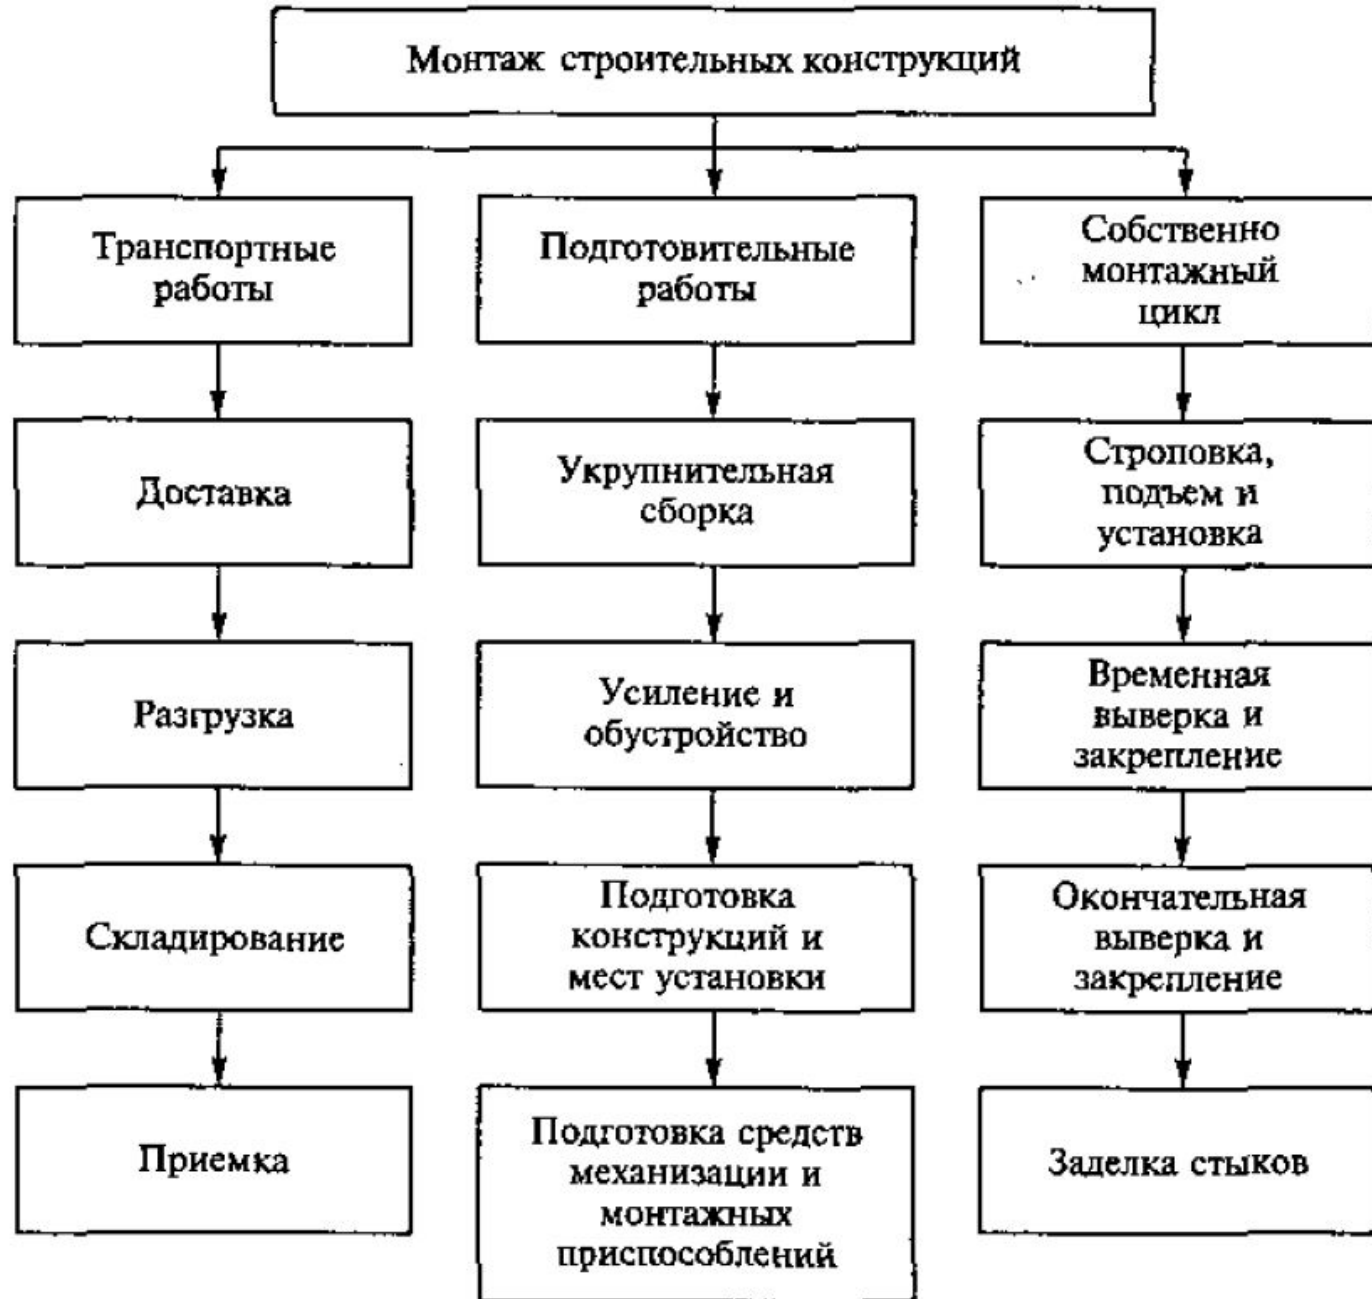 Монтаж строительных конструкций
Транспортные
работы
Подготовительные
работы
Собственно
монтажный
цикл
Доставка
Укрупнительная
сборка
Строповка,
подъем и
установка
Разгрузка
Усиление и
обустройство
Временная
выверка и
закрепление
Складирование
Подготовка
конструкций и
мест установки
Окончательная
выверка и
закрепление
Приемка
Подготовка средств
механизации и
монтажных
приспособлений
Заделка стыков